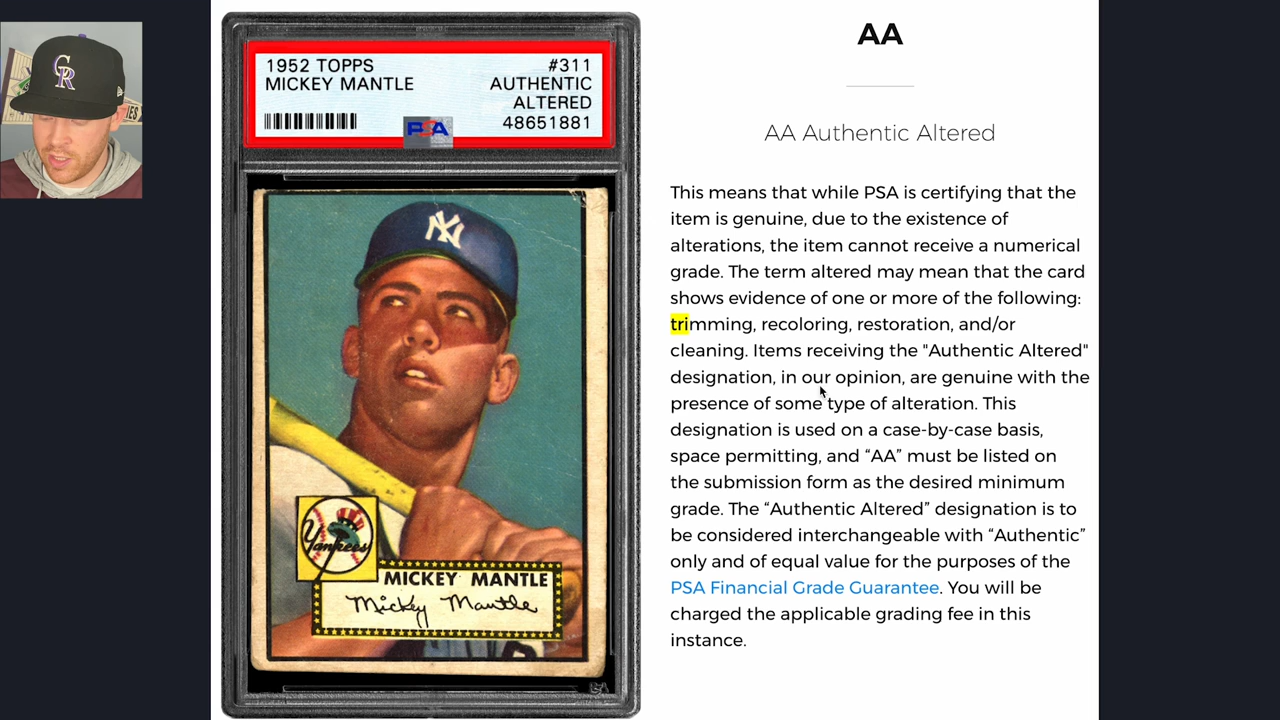 CR
IES
1952 TOPPS #311
MICKEY MANTLE AUTHENTIC
ALTERED
48651881
PSA
NY
Yankees
MICKEY MANTLE
Mickey Mantle
AA
AA Authentic Altered
This means that while PSA is certifying that the
item is genuine, due to the existence of
alterations, the item cannot receive a numerical
grade. The term altered may mean that the card
shows evidence of one or more of the following:
trimming, recoloring, restoration, and/or
cleaning. Items receiving the "Authentic Altered"
designation, in our opinion, are genuine with the
presence of some type of alteration. This
designation is used on a case-by-case basis,
space permitting, and “AA” must be listed on
the submission form as the desired minimum
grade. The “Authentic Altered” designation is to
be considered interchangeable with “Authentic”
only and of equal value for the purposes of the
PSA Financial Grade Guarantee. You will be
charged the applicable grading fee in this
instance.